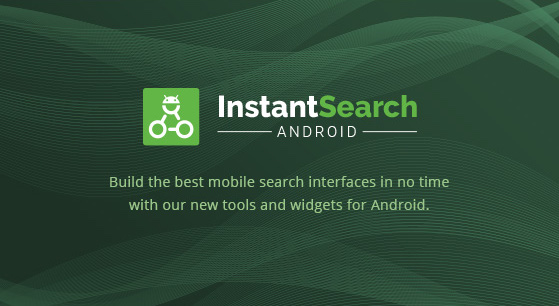 InstantSearch
ANDROID
Build the best mobile search interfaces in no time
with our new tools and widgets for Android.